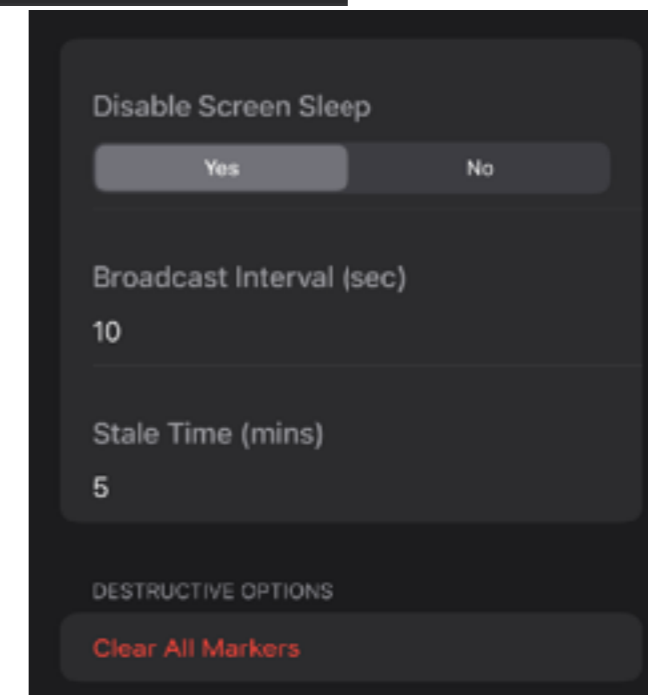 Disable Screen Sleep
Yes No
Broadcast Interval (sec)
10
Stale Time (mins)
5
DESTRUCTIVE OPTIONS
Clear All Markers